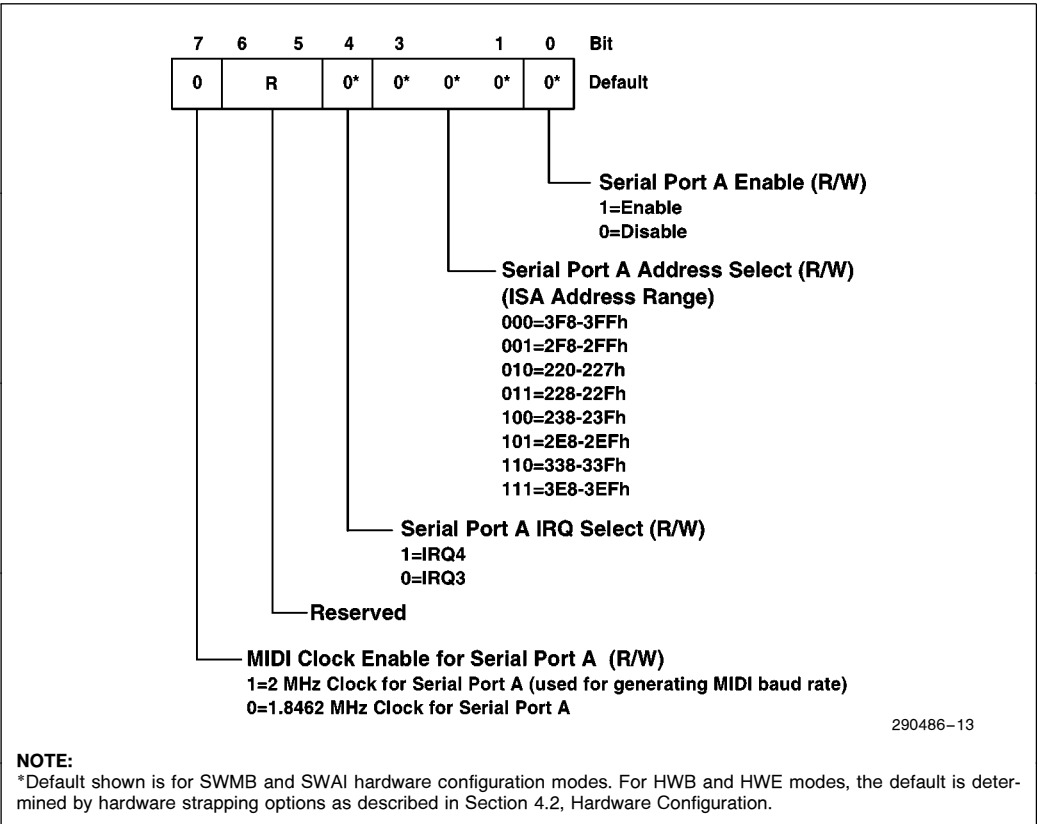 7 6 5 4 3 1 0 Bit
0 R 0* 0* 0* 0* 0* Default
Serial Port A Enable (R/W)
1=Enable
0=Disable
Serial Port A Address Select (R/W)
(ISA Address Range)
000=3F8-3FFh
001=2F8-2FFh
010=220-227h
011=228-22Fh
100=238-23Fh
101=2E8-2EFh
110=338-33Fh
111=3E8-3EFh
Serial Port A IRQ Select (R/W)
1=IRQ4
0=IRQ3
Reserved
MIDI Clock Enable for Serial Port A (R/W)
1=2 MHz Clock for Serial Port A (used for generating MIDI baud rate)
0=1.8462 MHz Clock for Serial Port A
290486–13
NOTE:
*Default shown is for SWMB and SWAI hardware configuration modes. For HWB and HWE modes, the default is deter-
mined by hardware strapping options as described in Section 4.2, Hardware Configuration.